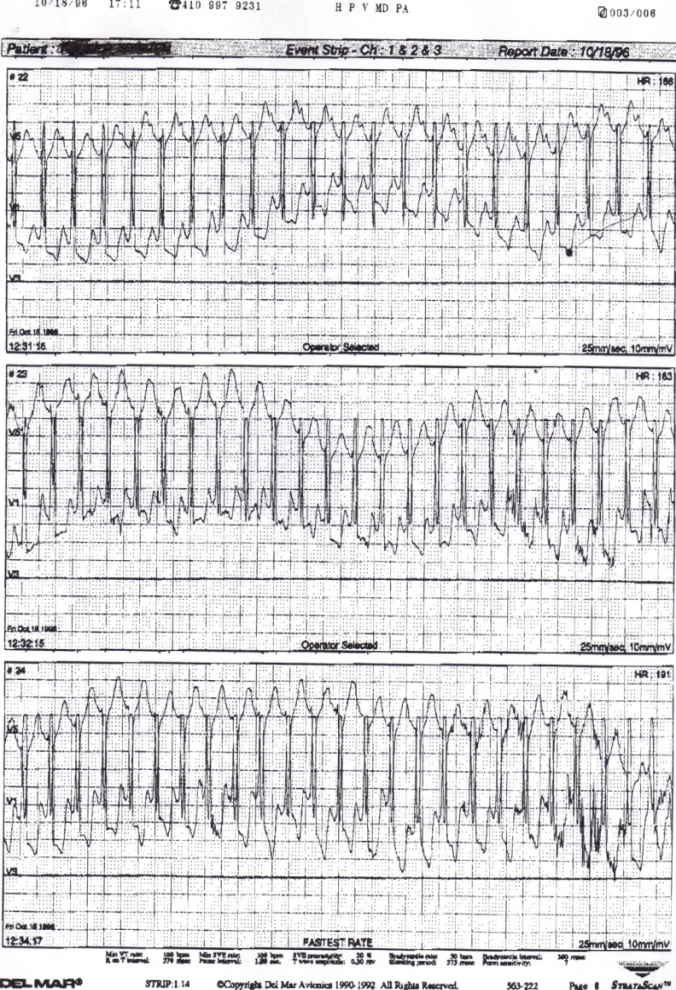 10/18/96 17:11 ☎410 997 9231 H P V MD PA 003/006
Patient : Event Strip - Ch : 1 & 2 & 3 Report Date : 10/18/96
# 22 HR : 166
V5
V1
V3
Fri Oct 18 1996
12:31:15 Operator Selected 25mm/sec, 10mm/mV
# 23 HR : 163
V5
V1
V3
Fri Oct 18 1996
12:32:15 Operator Selected 25mm/sec, 10mm/mV
# 24 HR : 191
V5
V1
V3
Fri Oct 18 1996
12:34:17 FASTEST RATE 25mm/sec, 10mm/mV
DEL MAR® STRIP:1.14 ©Copyright Del Mar Avionics 1990-1992 All Rights Reserved. 563-222 Page STRATASCAN™